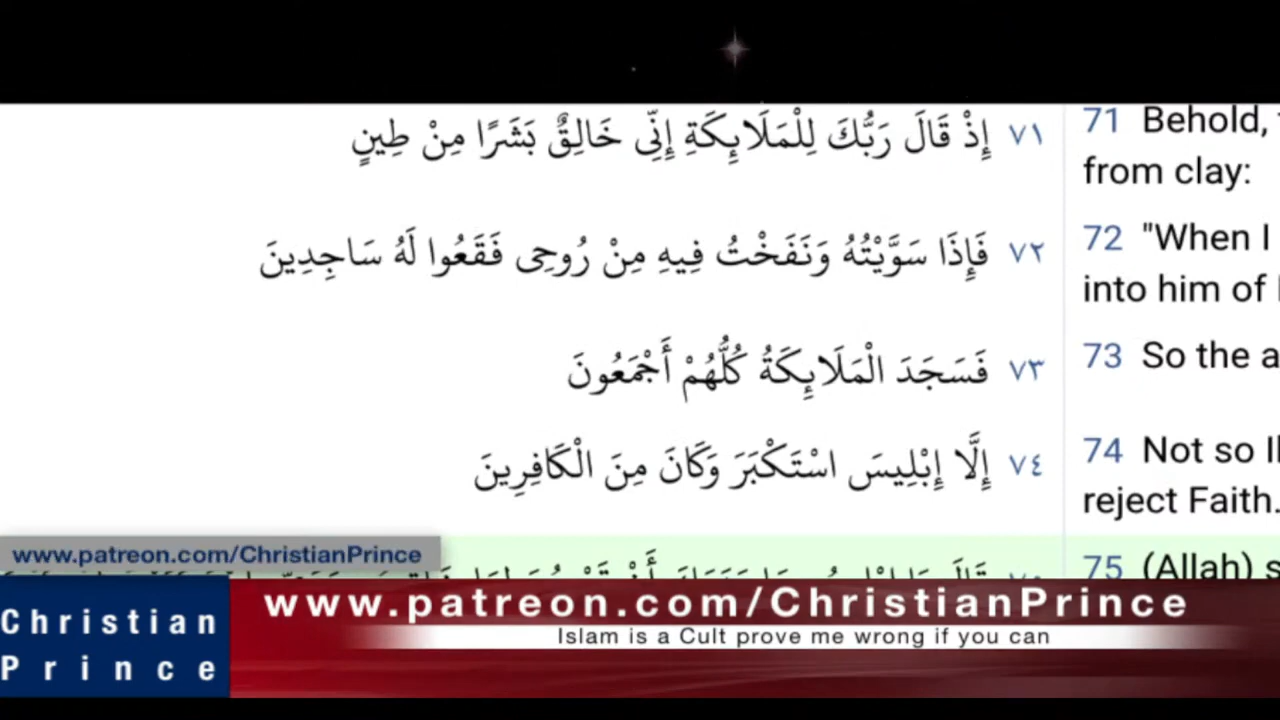 إِذْ قَالَ رَبُّكَ لِلْمَلَائِكَةِ إِنِّي خَالِقٌ بَشَرًا مِنْ طِينٍ ٧١
فَإِذَا سَوَّيْتُهُ وَنَفَخْتُ فِيهِ مِنْ رُوحِي فَقَعُوا لَهُ سَاجِدِينَ ٧٢
فَسَجَدَ الْمَلَائِكَةُ كُلُّهُمْ أَجْمَعُونَ ٧٣
إِلَّا إِبْلِيسَ اسْتَكْبَرَ وَكَانَ مِنَ الْكَافِرِينَ ٧٤
71 Behold,
from clay:
72 "When I
into him of
73 So the a
74 Not so Il
reject Faith.
75 (Allah) s
www.patreon.com/ChristianPrince
www.patreon.com/ChristianPrince
Islam is a Cult prove me wrong if you can
Christian
Prince